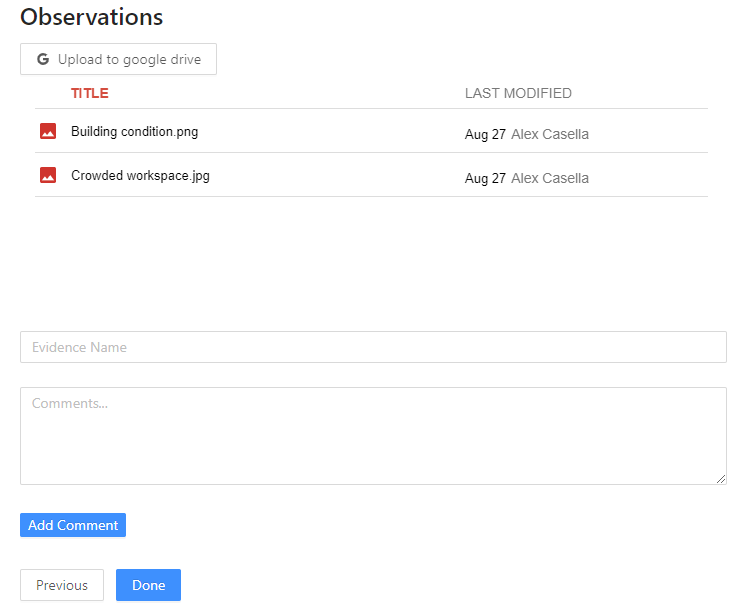 Observations
G Upload to google drive
TITLE LAST MODIFIED
Building condition.png Aug 27 Alex Casella
Crowded workspace.jpg Aug 27 Alex Casella
Evidence Name
Comments...
Add Comment
Previous Done